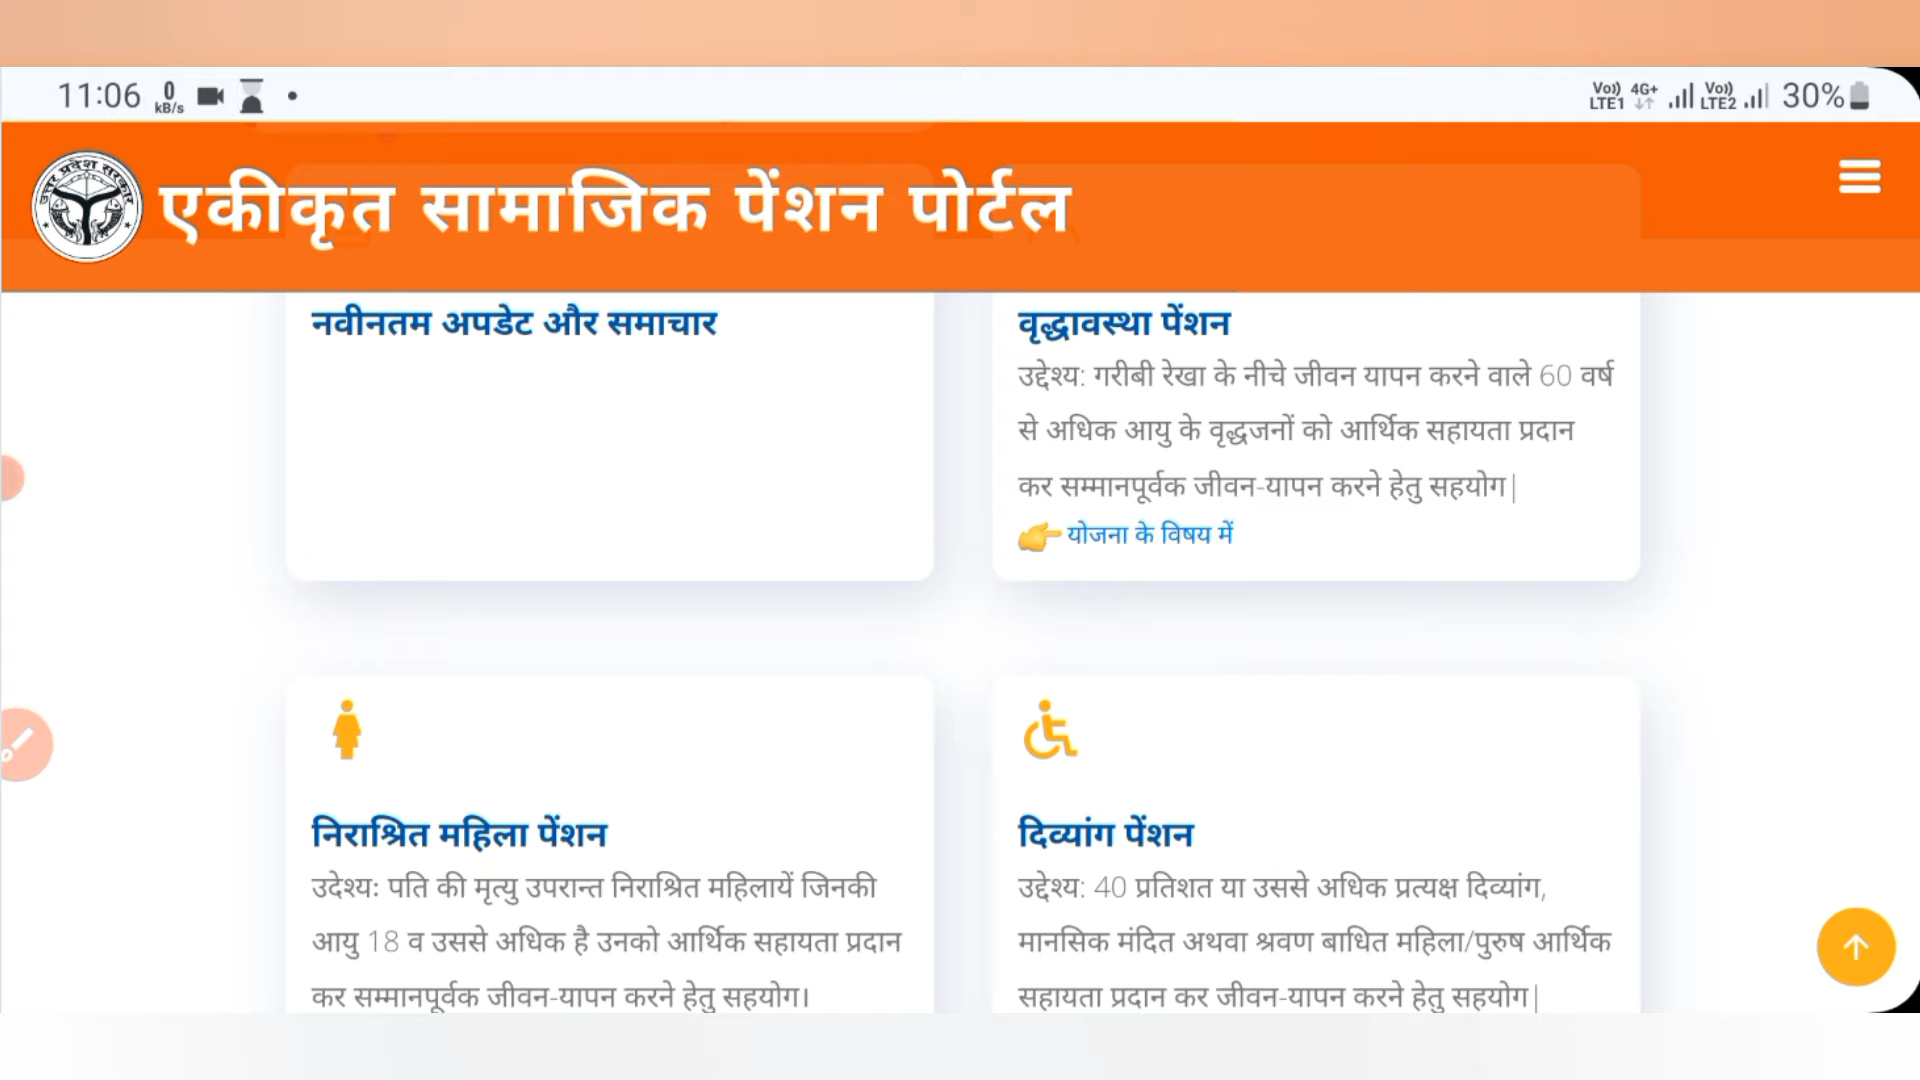 11:06 0 kB/s Vo)) LTE1 4G+ Vo)) LTE2 30%
उत्तर प्रदेश सरकार
एकीकृत सामाजिक पेंशन पोर्टल
नवीनतम अपडेट और समाचार
वृद्धावस्था पेंशन
उद्देश्य: गरीबी रेखा के नीचे जीवन यापन करने वाले 60 वर्ष
से अधिक आयु के वृद्धजनों को आर्थिक सहायता प्रदान
कर सम्मानपूर्वक जीवन-यापन करने हेतु सहयोग|
योजना के विषय में
निराश्रित महिला पेंशन
उदेश्यः पति की मृत्यु उपरान्त निराश्रित महिलायें जिनकी
आयु 18 व उससे अधिक है उनको आर्थिक सहायता प्रदान
कर सम्मानपूर्वक जीवन-यापन करने हेतु सहयोग।
दिव्यांग पेंशन
उद्देश्य: 40 प्रतिशत या उससे अधिक प्रत्यक्ष दिव्यांग,
मानसिक मंदित अथवा श्रवण बाधित महिला/पुरुष आर्थिक
सहायता प्रदान कर जीवन-यापन करने हेतु सहयोग|